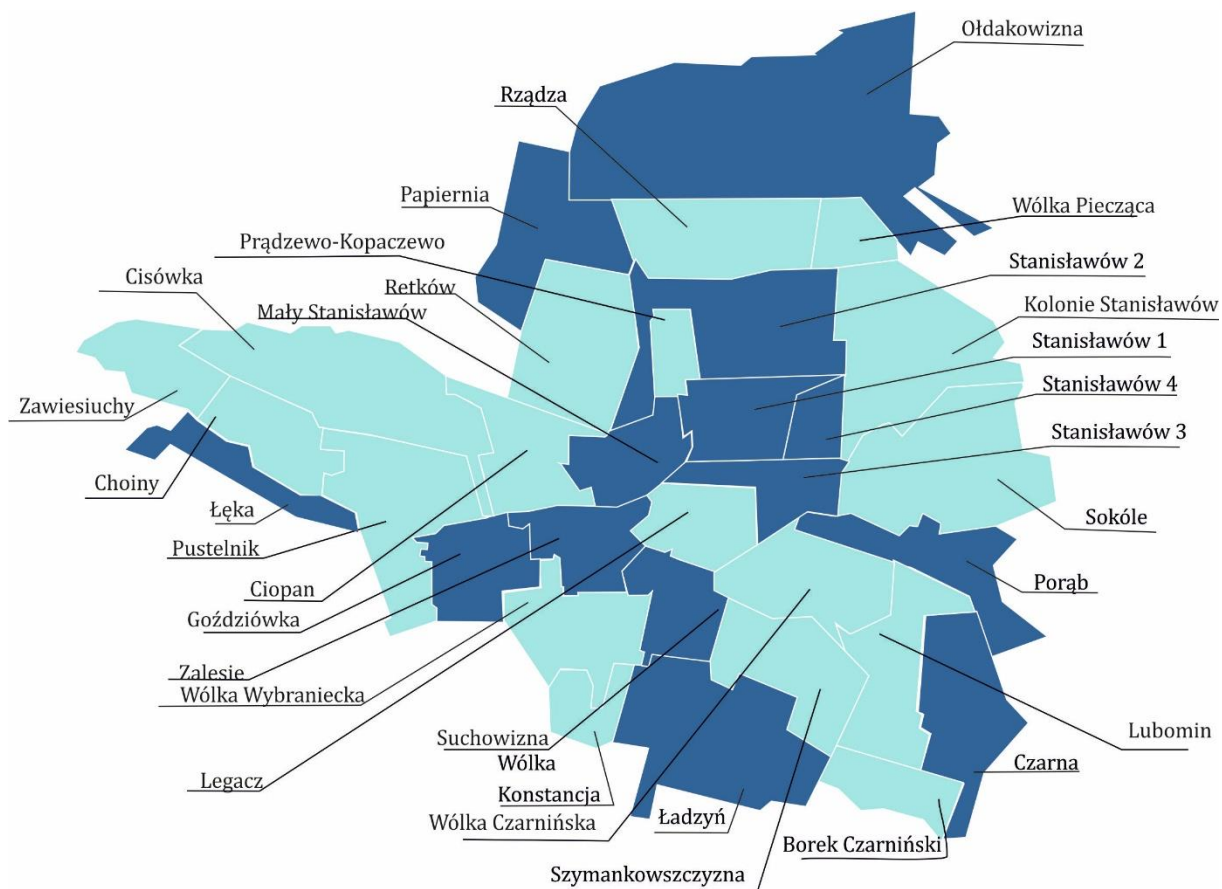 Ołdakowizna
Rządza
Papiernia
Wólka Piecząca
Prądzewo-Kopaczewo
Stanisławów 2
Cisówka
Retków
Kolonie Stanisławów
Mały Stanisławów
Stanisławów 1
Stanisławów 4
Zawiesiuchy
Stanisławów 3
Choiny
Łęka
Sokóle
Pustelnik
Ciopan
Porąb
Goździówka
Zalesie
Wólka Wybraniecka
Lubomin
Suchowizna
Wólka
Czarna
Legacz
Konstancja
Ładzyń
Wólka Czarnińska
Borek Czarniński
Szymankowszczyzna